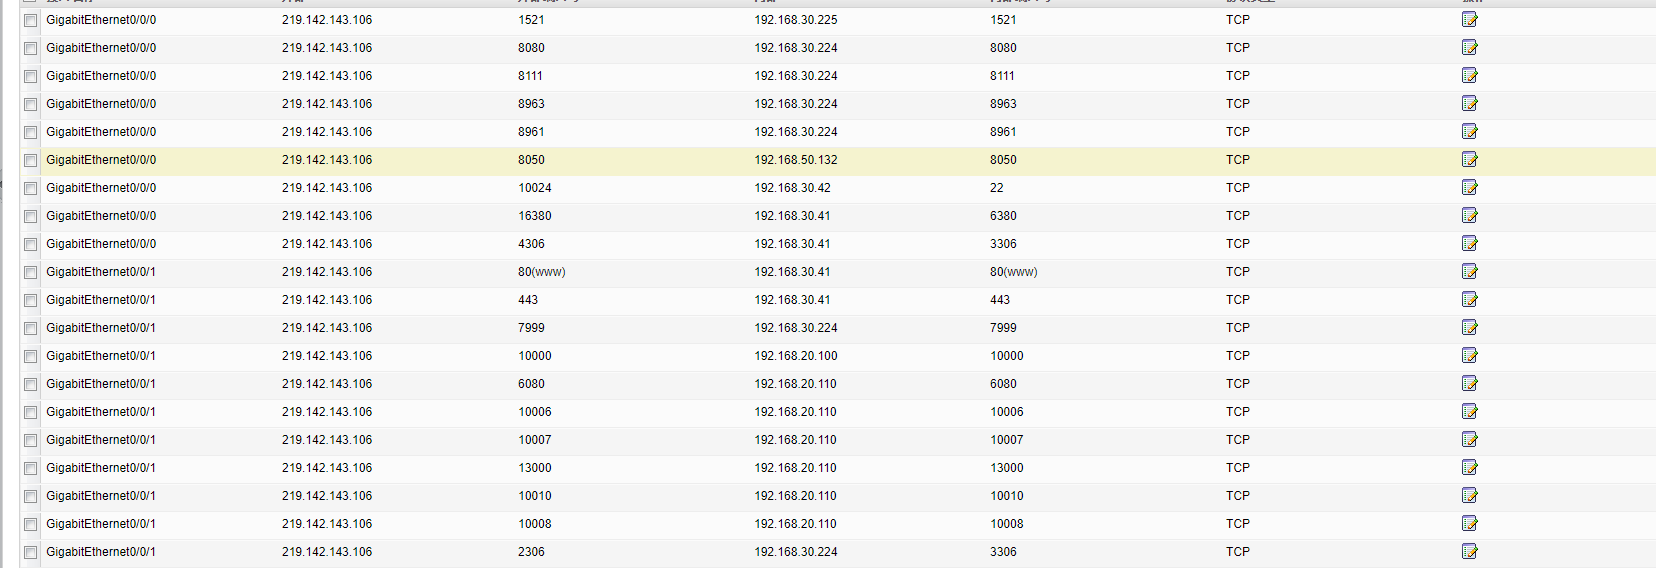 GigabitEthernet0/0/0 219.142.143.106 1521 192.168.30.225 1521 TCP
GigabitEthernet0/0/0 219.142.143.106 8080 192.168.30.224 8080 TCP
GigabitEthernet0/0/0 219.142.143.106 8111 192.168.30.224 8111 TCP
GigabitEthernet0/0/0 219.142.143.106 8963 192.168.30.224 8963 TCP
GigabitEthernet0/0/0 219.142.143.106 8961 192.168.30.224 8961 TCP
GigabitEthernet0/0/0 219.142.143.106 8050 192.168.50.132 8050 TCP
GigabitEthernet0/0/0 219.142.143.106 10024 192.168.30.42 22 TCP
GigabitEthernet0/0/0 219.142.143.106 16380 192.168.30.41 6380 TCP
GigabitEthernet0/0/0 219.142.143.106 4306 192.168.30.41 3306 TCP
GigabitEthernet0/0/1 219.142.143.106 80(www) 192.168.30.41 80(www) TCP
GigabitEthernet0/0/1 219.142.143.106 443 192.168.30.41 443 TCP
GigabitEthernet0/0/1 219.142.143.106 7999 192.168.30.224 7999 TCP
GigabitEthernet0/0/1 219.142.143.106 10000 192.168.20.100 10000 TCP
GigabitEthernet0/0/1 219.142.143.106 6080 192.168.20.110 6080 TCP
GigabitEthernet0/0/1 219.142.143.106 10006 192.168.20.110 10006 TCP
GigabitEthernet0/0/1 219.142.143.106 10007 192.168.20.110 10007 TCP
GigabitEthernet0/0/1 219.142.143.106 13000 192.168.20.110 13000 TCP
GigabitEthernet0/0/1 219.142.143.106 10010 192.168.20.110 10010 TCP
GigabitEthernet0/0/1 219.142.143.106 10008 192.168.20.110 10008 TCP
GigabitEthernet0/0/1 219.142.143.106 2306 192.168.30.224 3306 TCP